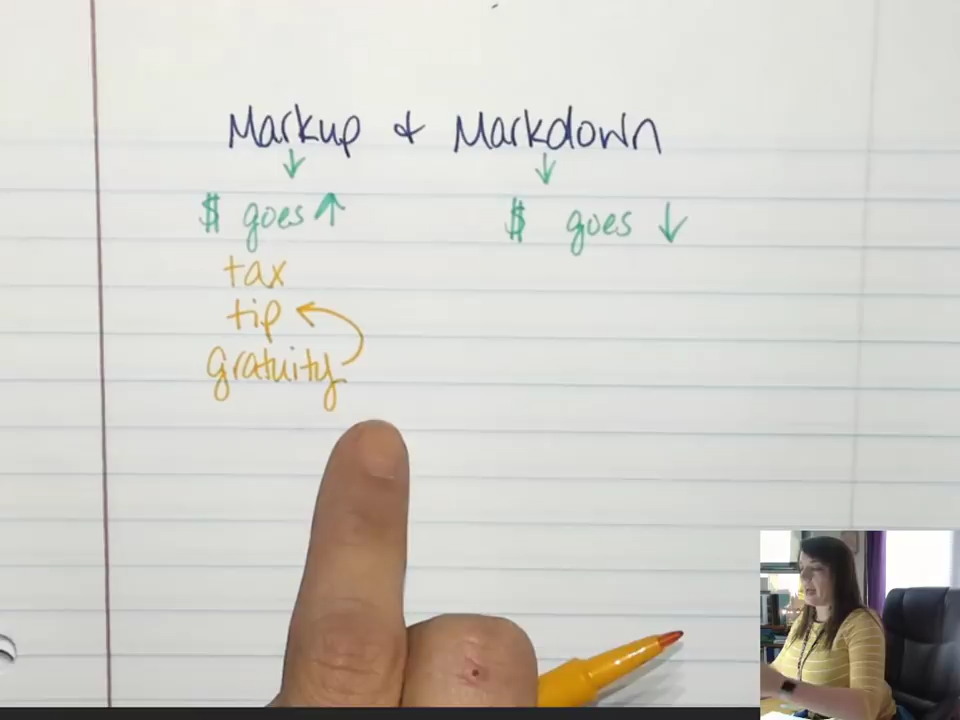 Markup & Markdown
$ goes ↑ $ goes ↓
tax
tip
gratuity